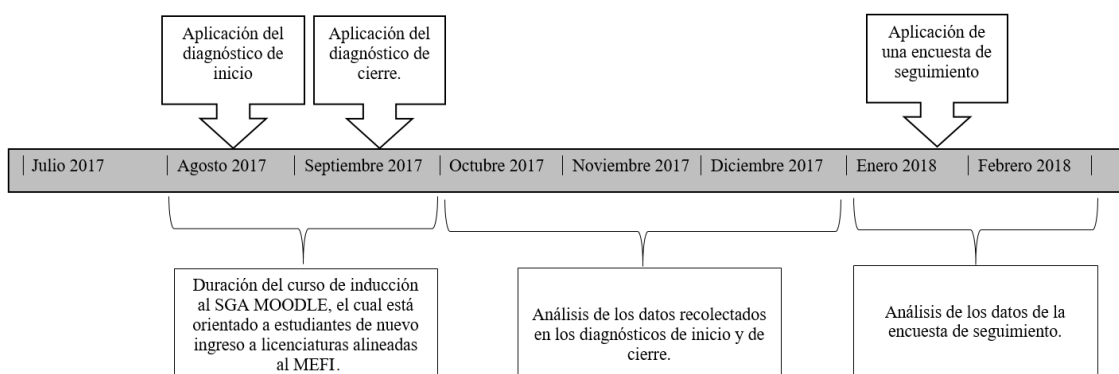 Aplicación del
diagnóstico de
inicio
Aplicación del
diagnóstico de
cierre.
Aplicación de
una encuesta de
seguimiento
Julio 2017
Agosto 2017
Septiembre 2017
Octubre 2017
Noviembre 2017
Diciembre 2017
Enero 2018
Febrero 2018
Duración del curso de inducción
al SGA MOODLE, el cual está
orientado a estudiantes de nuevo
ingreso a licenciaturas alineadas
al MEFI.
Análisis de los datos recolectados
en los diagnósticos de inicio y de
cierre.
Análisis de los datos de la
encuesta de seguimiento.